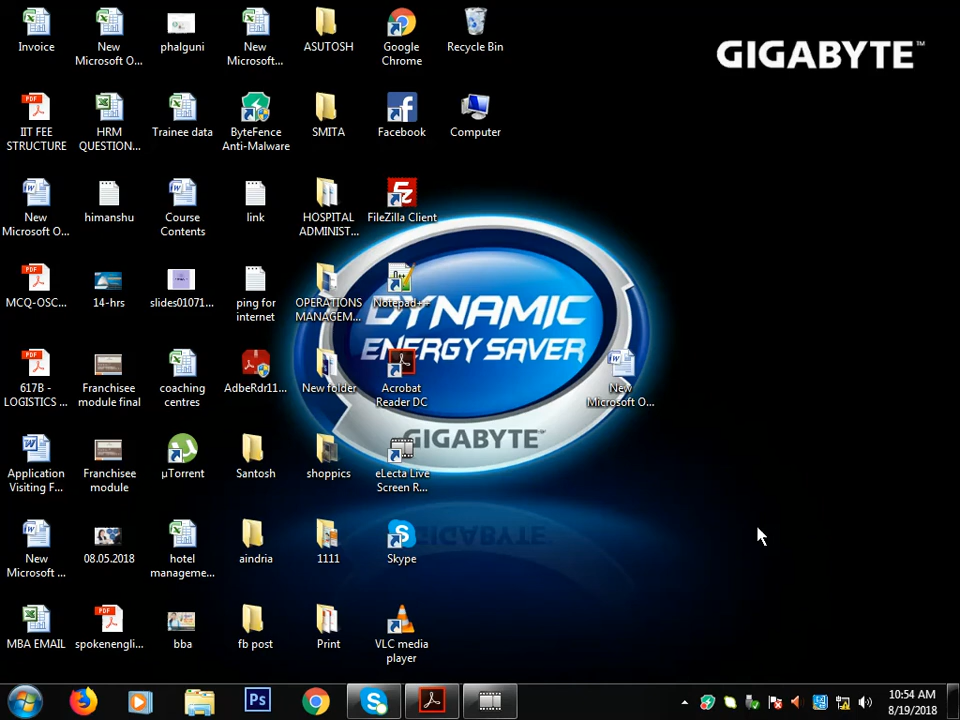 GIGABYTE™
Invoice
New
Microsoft O...
phalguni
New
Microsoft...
ASUTOSH
Google
Chrome
Recycle Bin
IIT FEE
STRUCTURE
HRM
QUESTION...
Trainee data
ByteFence
Anti-Malware
SMITA
Facebook
Computer
New
Microsoft O...
himanshu
Course
Contents
link
HOSPITAL
ADMINIST...
FileZilla Client
MCQ-OSC...
14-hrs
slides01071...
ping for
internet
OPERATIONS
MANAGEM...
Notepad++
DYNAMIC
ENERGY SAVER
617B -
LOGISTICS ...
Franchisee
module final
coaching
centres
AdbeRdr11...
New folder
Acrobat
Reader DC
New
Microsoft O...
GIGABYTE™
Application
Visiting F...
Franchisee
module
µTorrent
Santosh
shoppics
eLecta Live
Screen R...
New
Microsoft ...
08.05.2018
hotel
manageme...
aindria
1111
Skype
GIGABYTE
MBA EMAIL
spokenengli...
bba
fb post
Print
VLC media
player
Ps
10:54 AM
8/19/2018